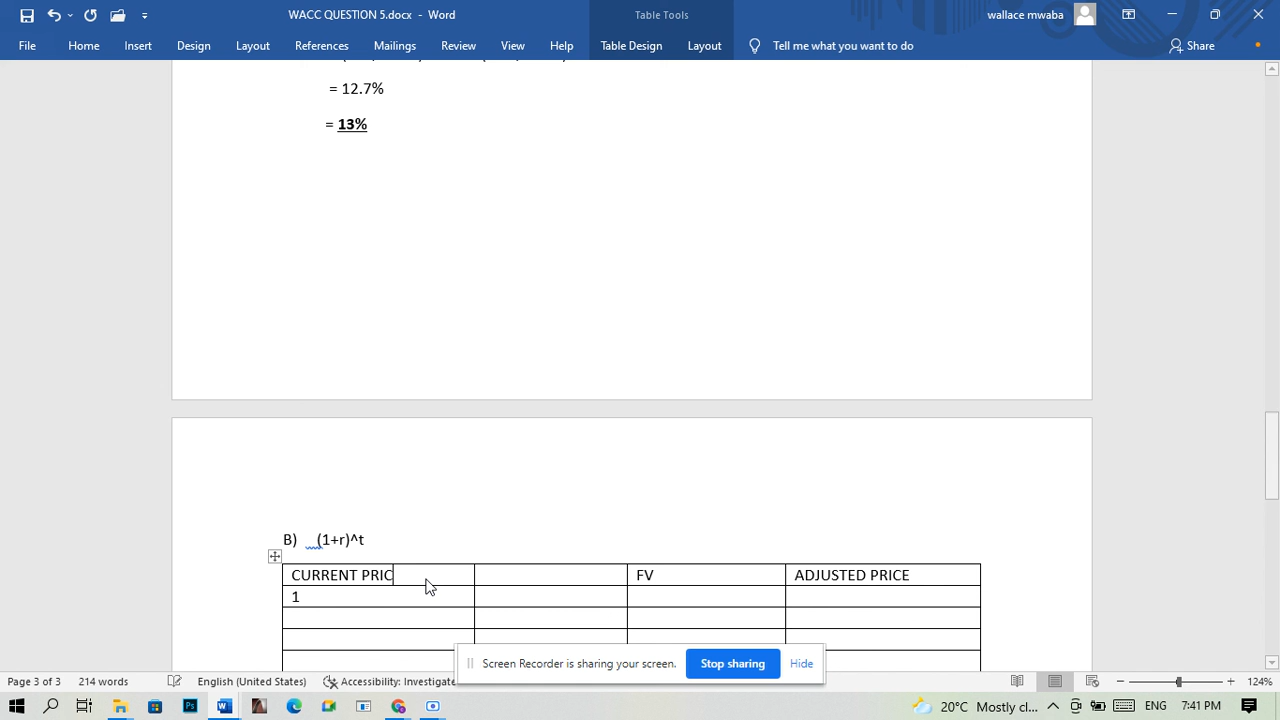 WACC QUESTION 5.docx - Word
Table Tools
wallace mwaba
File Home Insert Design Layout References Mailings Review View Help Table Design Layout Tell me what you want to do Share
= 12.7%
= 13%
B) (1+r)^t
CURRENT PRIC FV ADJUSTED PRICE
1
Screen Recorder is sharing your screen. Stop sharing Hide
Page 3 of 3 214 words English (United States) Accessibility: Investigate 124%
20°C Mostly cl... ENG 7:41 PM